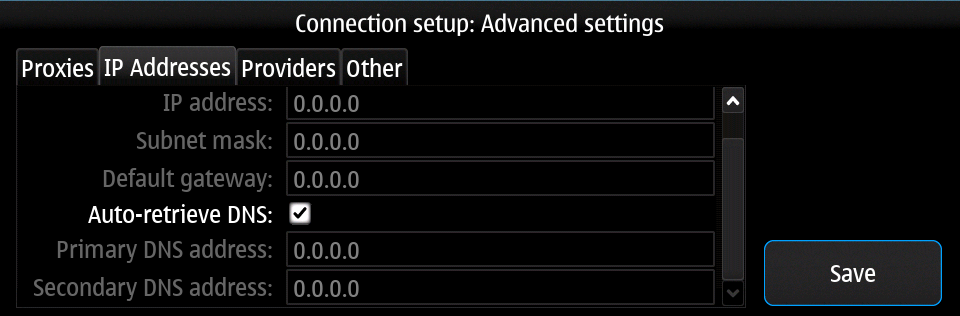 Connection setup: Advanced settings
Proxies IP Addresses Providers Other
IP address: 0.0.0.0
Subnet mask: 0.0.0.0
Default gateway: 0.0.0.0
Auto-retrieve DNS:
Primary DNS address: 0.0.0.0
Secondary DNS address: 0.0.0.0
Save